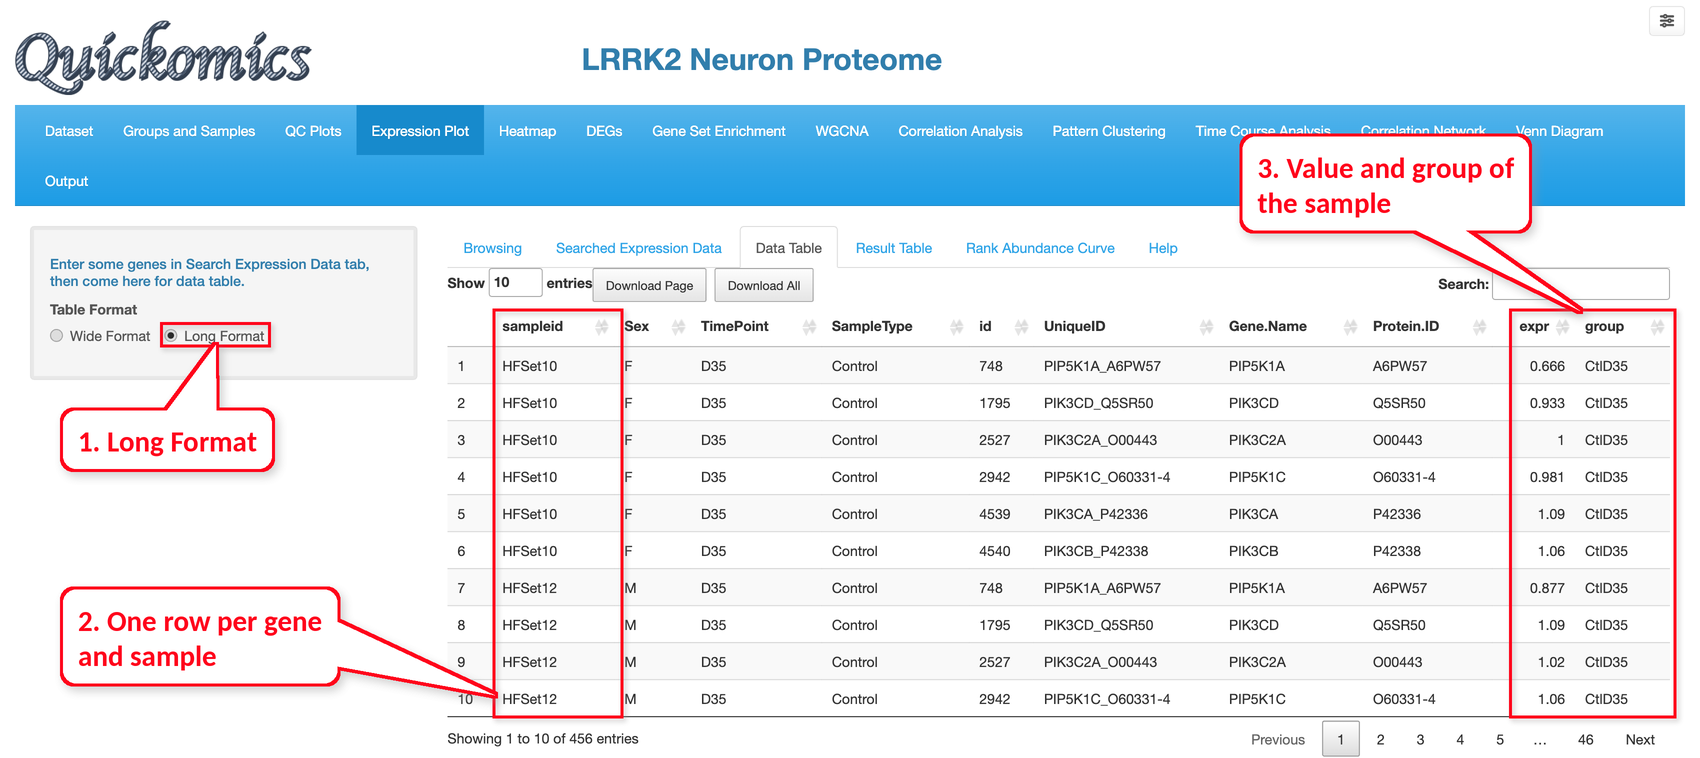 Quickomics
LRRK2 Neuron Proteome
Dataset Groups and Samples QC Plots Expression Plot Heatmap DEGs Gene Set Enrichment WGCNA Correlation Analysis Pattern Clustering Time Course Analysis Correlation Network Venn Diagram
Output
3. Value and group of
the sample
Enter some genes in Search Expression Data tab,
then come here for data table.
Table Format
Wide Format Long Format
1. Long Format
2. One row per gene
and sample
Browsing Searched Expression Data Data Table Result Table Rank Abundance Curve Help
Show 10 entries Download Page Download All Search:
sampleid Sex TimePoint SampleType id UniqueID Gene.Name Protein.ID expr group
1 HFSet10 F D35 Control 748 PIP5K1A_A6PW57 PIP5K1A A6PW57 0.666 CtlD35
2 HFSet10 F D35 Control 1795 PIK3CD_Q5SR50 PIK3CD Q5SR50 0.933 CtlD35
3 HFSet10 F D35 Control 2527 PIK3C2A_O00443 PIK3C2A O00443 1 CtlD35
4 HFSet10 F D35 Control 2942 PIP5K1C_O60331-4 PIP5K1C O60331-4 0.981 CtlD35
5 HFSet10 F D35 Control 4539 PIK3CA_P42336 PIK3CA P42336 1.09 CtlD35
6 HFSet10 F D35 Control 4540 PIK3CB_P42338 PIK3CB P42338 1.06 CtlD35
7 HFSet12 M D35 Control 748 PIP5K1A_A6PW57 PIP5K1A A6PW57 0.877 CtlD35
8 HFSet12 M D35 Control 1795 PIK3CD_Q5SR50 PIK3CD Q5SR50 1.09 CtlD35
9 HFSet12 M D35 Control 2527 PIK3C2A_O00443 PIK3C2A O00443 1.02 CtlD35
10 HFSet12 M D35 Control 2942 PIP5K1C_O60331-4 PIP5K1C O60331-4 1.06 CtlD35
Showing 1 to 10 of 456 entries Previous 1 2 3 4 5 ... 46 Next